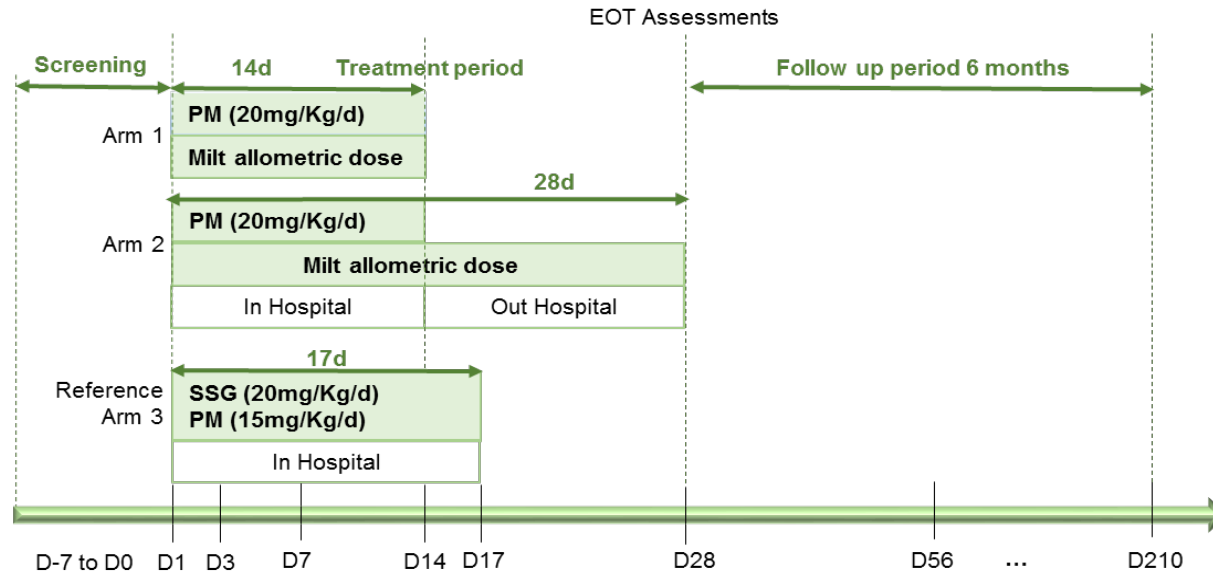 EOT Assessments
Screening
14d
Treatment period
Follow up period 6 months
Arm 1
PM (20mg/Kg/d)
Milt allometric dose
28d
Arm 2
PM (20mg/Kg/d)
Milt allometric dose
In Hospital
Out Hospital
17d
Reference
Arm 3
SSG (20mg/Kg/d)
PM (15mg/Kg/d)
In Hospital
D-7 to D0
D1
D3
D7
D14
D17
D28
D56
...
D210